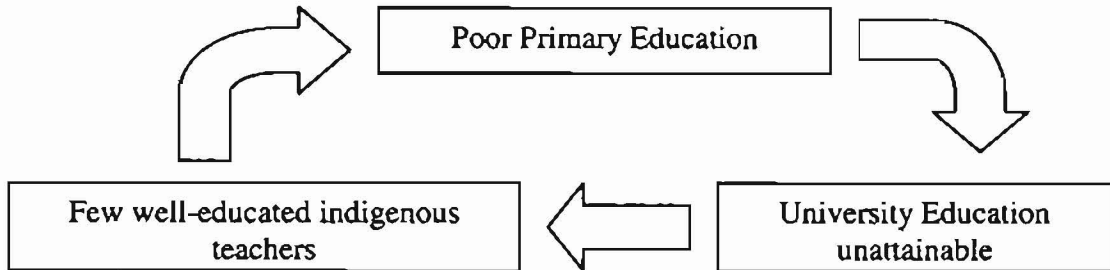 Poor Primary Education
Few well-educated indigenous
teachers
University Education
unattainable